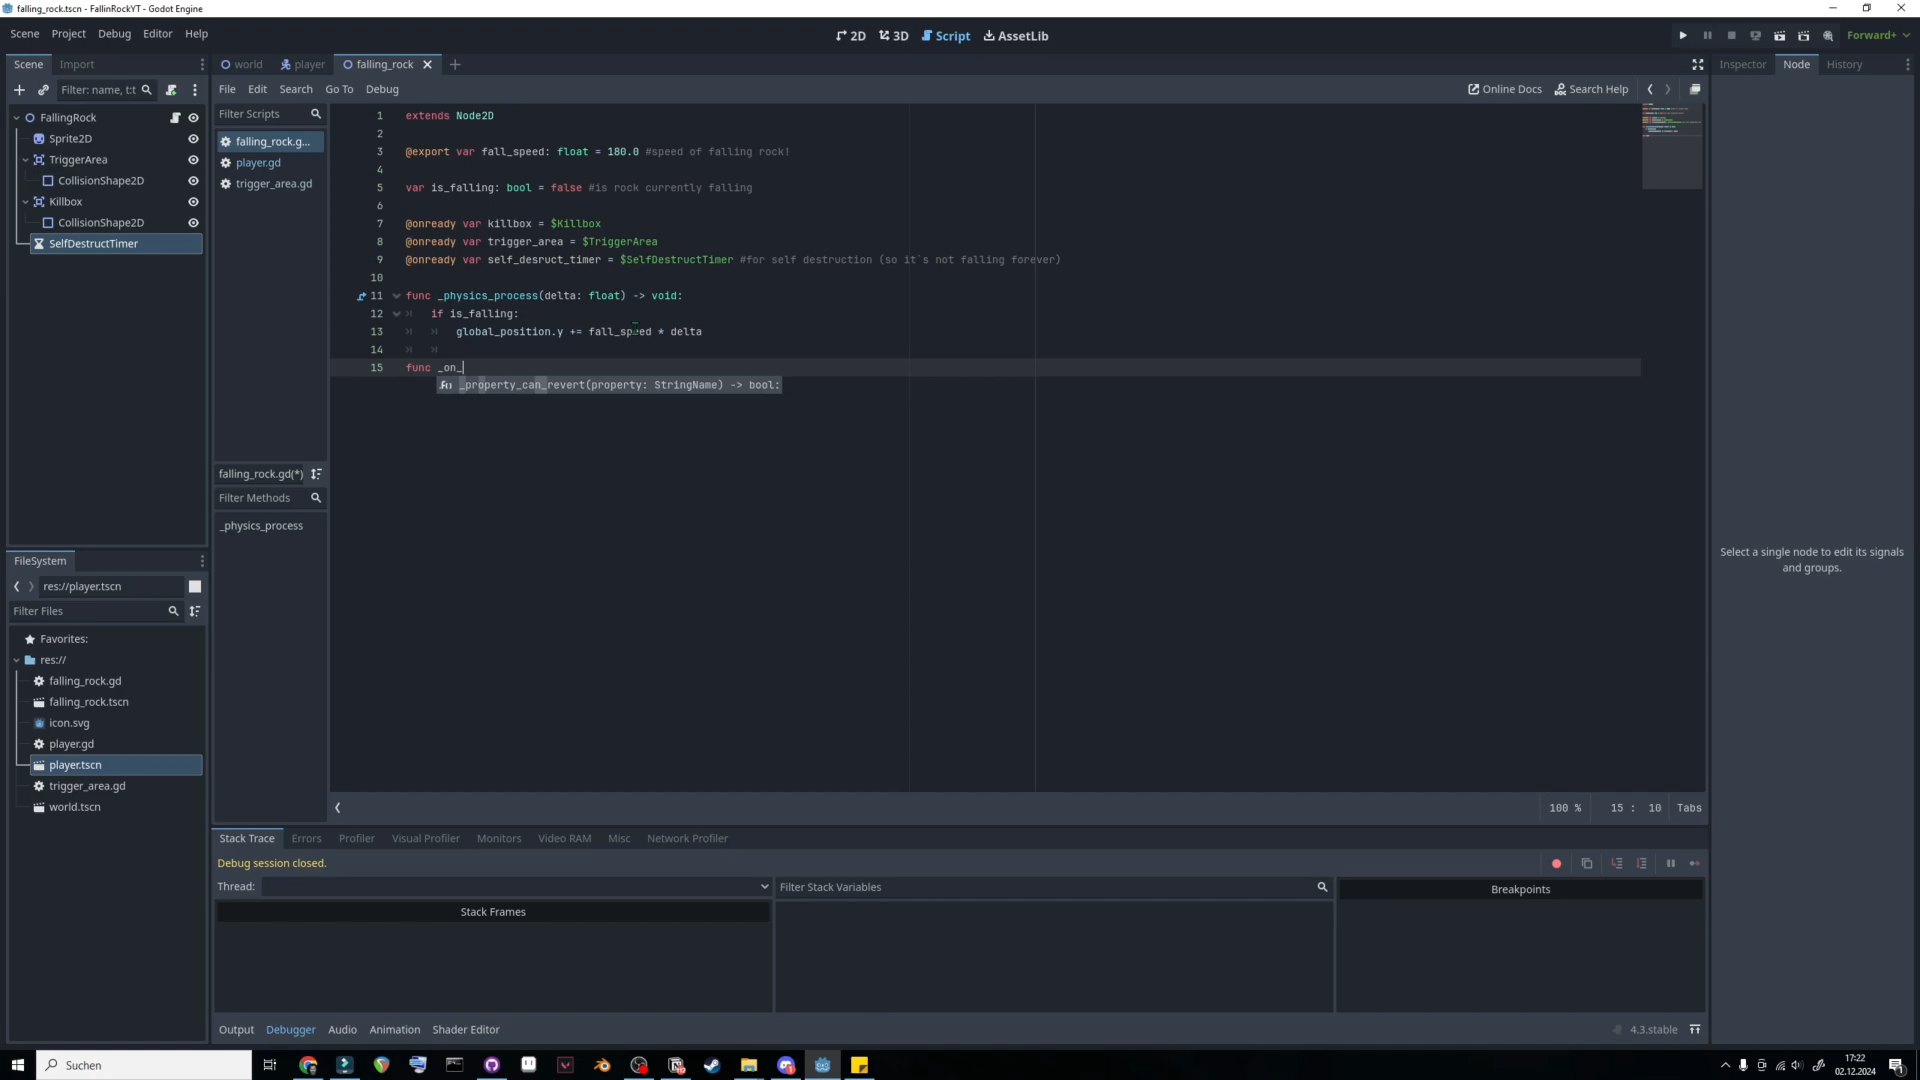 falling_rock.tscn - FallinRockYT - Godot Engine
Scene Project Debug Editor Help
2D 3D Script AssetLib
Forward+
Scene Import
world player falling_rock
Inspector Node History
Filter: name, t:t
File Edit Search Go To Debug
Online Docs Search Help
FallingRock
Sprite2D
TriggerArea
CollisionShape2D
Killbox
CollisionShape2D
SelfDestructTimer
Filter Scripts
falling_rock.g...
player.gd
trigger_area.gd
falling_rock.gd(*)
Filter Methods
_physics_process
1 extends Node2D
2
3 @export var fall_speed: float = 180.0 #speed of falling rock!
4
5 var is_falling: bool = false #is rock currently falling
6
7 @onready var killbox = $Killbox
8 @onready var trigger_area = $TriggerArea
9 @onready var self_desruct_timer = $SelfDestructTimer #for self destruction (so it`s not falling forever)
10
11 func _physics_process(delta: float) -> void:
12 if is_falling:
13 global_position.y += fall_speed * delta
14
15 func _on_
_property_can_revert(property: StringName) -> bool:
Select a single node to edit its signals
and groups.
100 % 15 : 10 Tabs
FileSystem
res://player.tscn
Filter Files
Favorites:
res://
falling_rock.gd
falling_rock.tscn
icon.svg
player.gd
player.tscn
trigger_area.gd
world.tscn
Stack Trace Errors Profiler Visual Profiler Monitors Video RAM Misc Network Profiler
Debug session closed.
Thread:
Filter Stack Variables
Breakpoints
Stack Frames
Output Debugger Audio Animation Shader Editor
4.3.stable
Suchen
17:22
02.12.2024